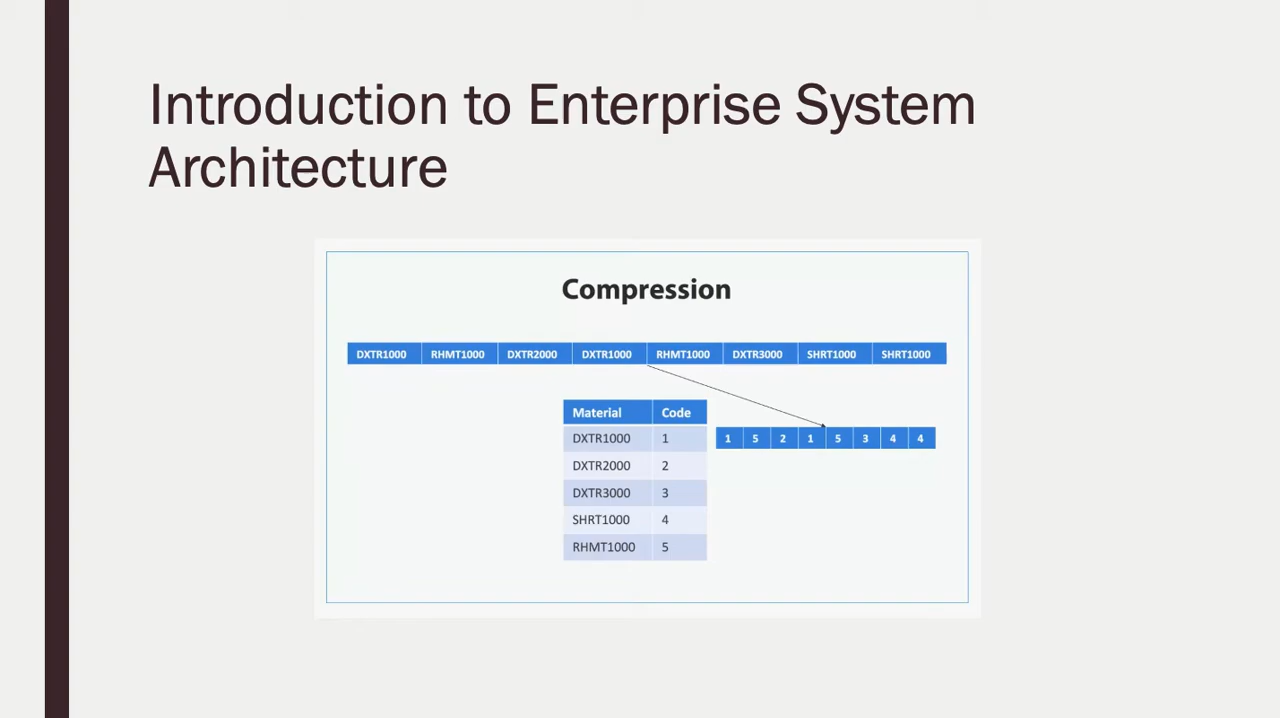 Introduction to Enterprise System
Architecture
Compression
DXTR1000 RHMT1000 DXTR2000 DXTR1000 RHMT1000 DXTR3000 SHRT1000 SHRT1000
Material Code
DXTR1000 1
DXTR2000 2
DXTR3000 3
SHRT1000 4
RHMT1000 5
1 5 2 1 5 3 4 4